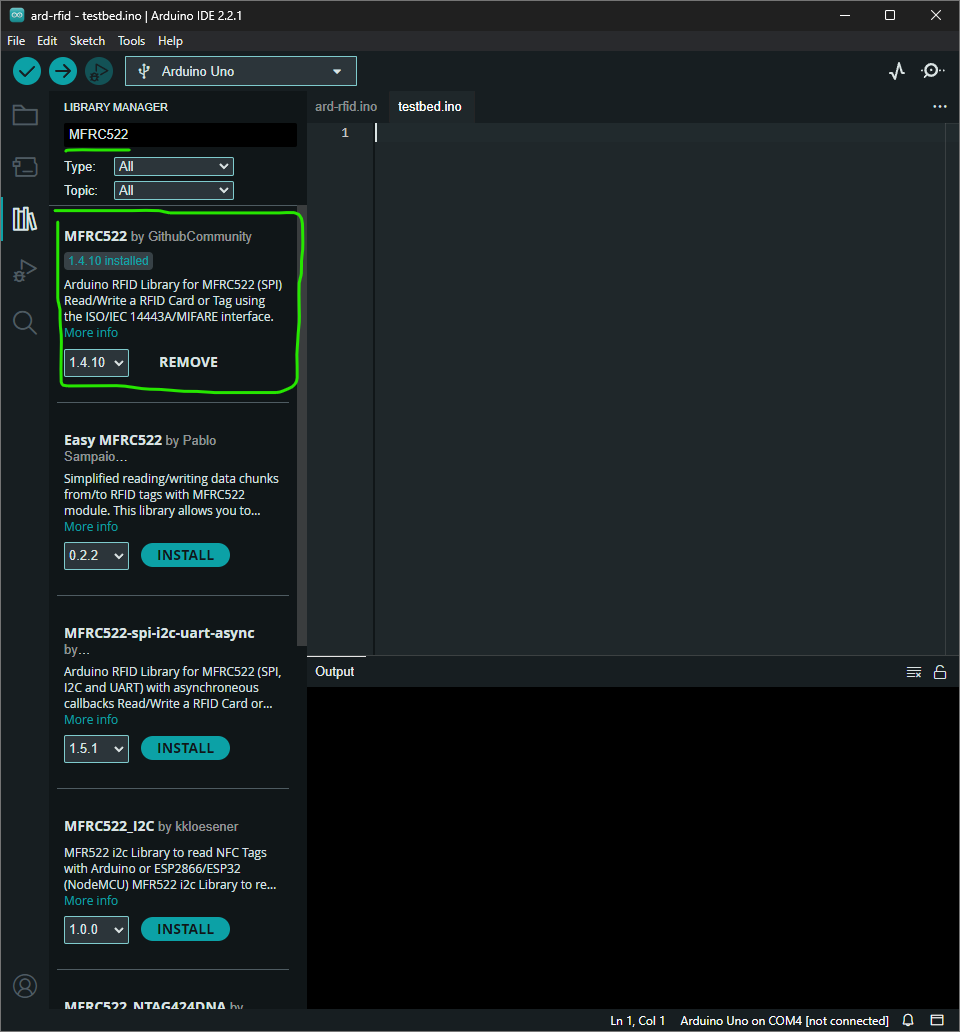 ard-rfid - testbed.ino | Arduino IDE 2.2.1
File Edit Sketch Tools Help
Arduino Uno
LIBRARY MANAGER
ard-rfid.ino testbed.ino
MFRC522
1
Type: All
Topic: All
MFRC522 by GithubCommunity
1.4.10 installed
Arduino RFID Library for MFRC522 (SPI)
Read/Write a RFID Card or Tag using
the ISO/IEC 14443A/MIFARE interface.
More info
1.4.10 REMOVE
Easy MFRC522 by Pablo
Sampaio…
Simplified reading/writing data chunks
from/to RFID tags with MFRC522
module. This library allows you to...
More info
0.2.2 INSTALL
MFRC522-spi-i2c-uart-async
by…
Arduino RFID Library for MFRC522 (SPI,
I2C and UART) with asynchroneous
callbacks Read/Write a RFID Card or...
More info
1.5.1 INSTALL
MFRC522_I2C by kkloesener
MFR522 i2c Library to read NFC Tags
with Arduino or ESP2866/ESP32
(NodeMCU) MFR522 i2c Library to re...
More info
1.0.0 INSTALL
MFRC522_NTAG424DNA by
Output
Ln 1, Col 1 Arduino Uno on COM4 [not connected]